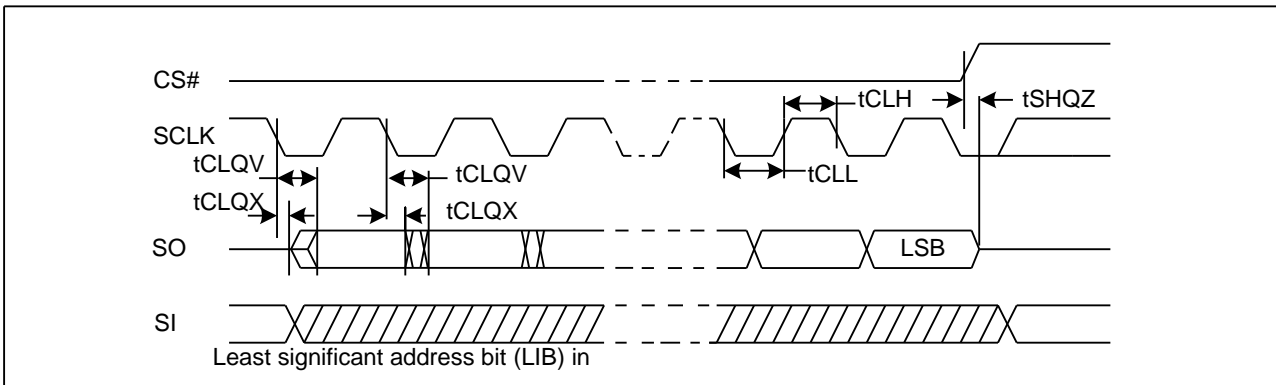 CS#
tCLH
tSHQZ
SCLK
tCLQV
tCLQV
tCLL
tCLQX
tCLQX
SO
LSB
SI
Least significant address bit (LIB) in